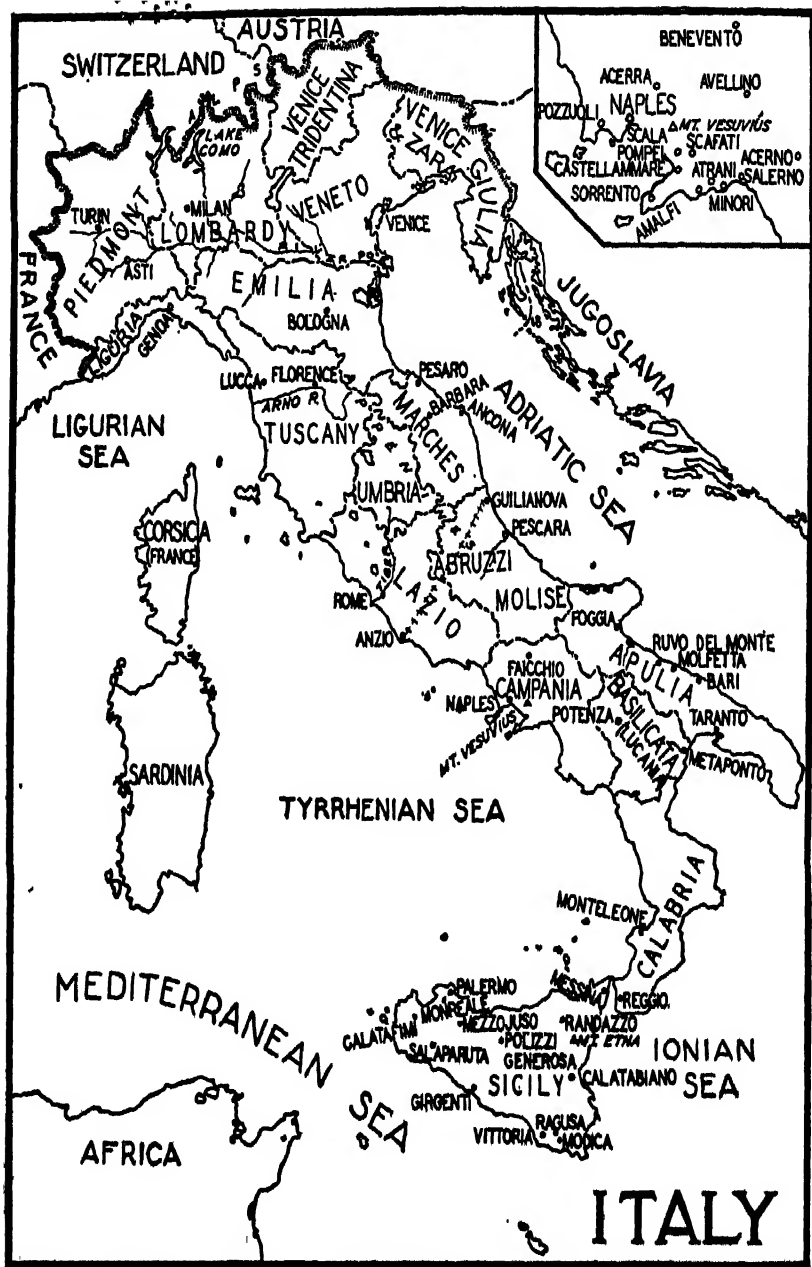 AUSTRIA
SWITZERLAND
ALPS
LAKE
COMO
VENICE
TRIDENTINA
VENICE GIULIA
& ZAR
VENETO
VENICE
PIEDMONT
TURIN
MILAN
LOMBARDY
ASTI
FRANCE
EMILIA
BOLOGNA
LIGURIA
GENOA
LUCCA
FLORENCE
ARNO R.
TUSCANY
PESARO
BARBARA
ANCONA
MARCHES
UMBRIA
JUGOSLAVIA
ADRIATIC SEA
LIGURIAN
SEA
CORSICA
(FRANCE)
GUILIANOVA
PESCARA
ABRUZZI
TIBER
LAZIO
ROME
ANZIO
MOLISE
FOGGIA
RUVO DEL MONTE
MOLFETTA
BARI
APULIA
FAICCHIO
CAMPANIA
NAPLES
MT. VESUVIUS
POTENZA
BASILICATA
(LUCANIA)
TARANTO
METAPONTO
SARDINIA
TYRRHENIAN SEA
CALABRIA
MONTELEONE
MEDITERRANEAN
SEA
MESSINA
REGGIO.
PALERMO
MONREALE
CALATAFIMI
MEZZOJUSO
RANDAZZO
MT. ETNA
POLIZZI
GENEROSA
SALAPARUTA
SICILY
CALATABIANO
GIRGENTI
RAGUSA
VITTORIA
MODICA
IONIAN
SEA
AFRICA
ITALY
BENEVENTO
ACERRA
AVELLINO
POZZUOLI
NAPLES
MT. VESUVIUS
SCALA
SCAFATI
POMPEI
ACERNO
CASTELLAMMARE
ATRANI
SALERNO
SORRENTO
MINORI
AMALFI